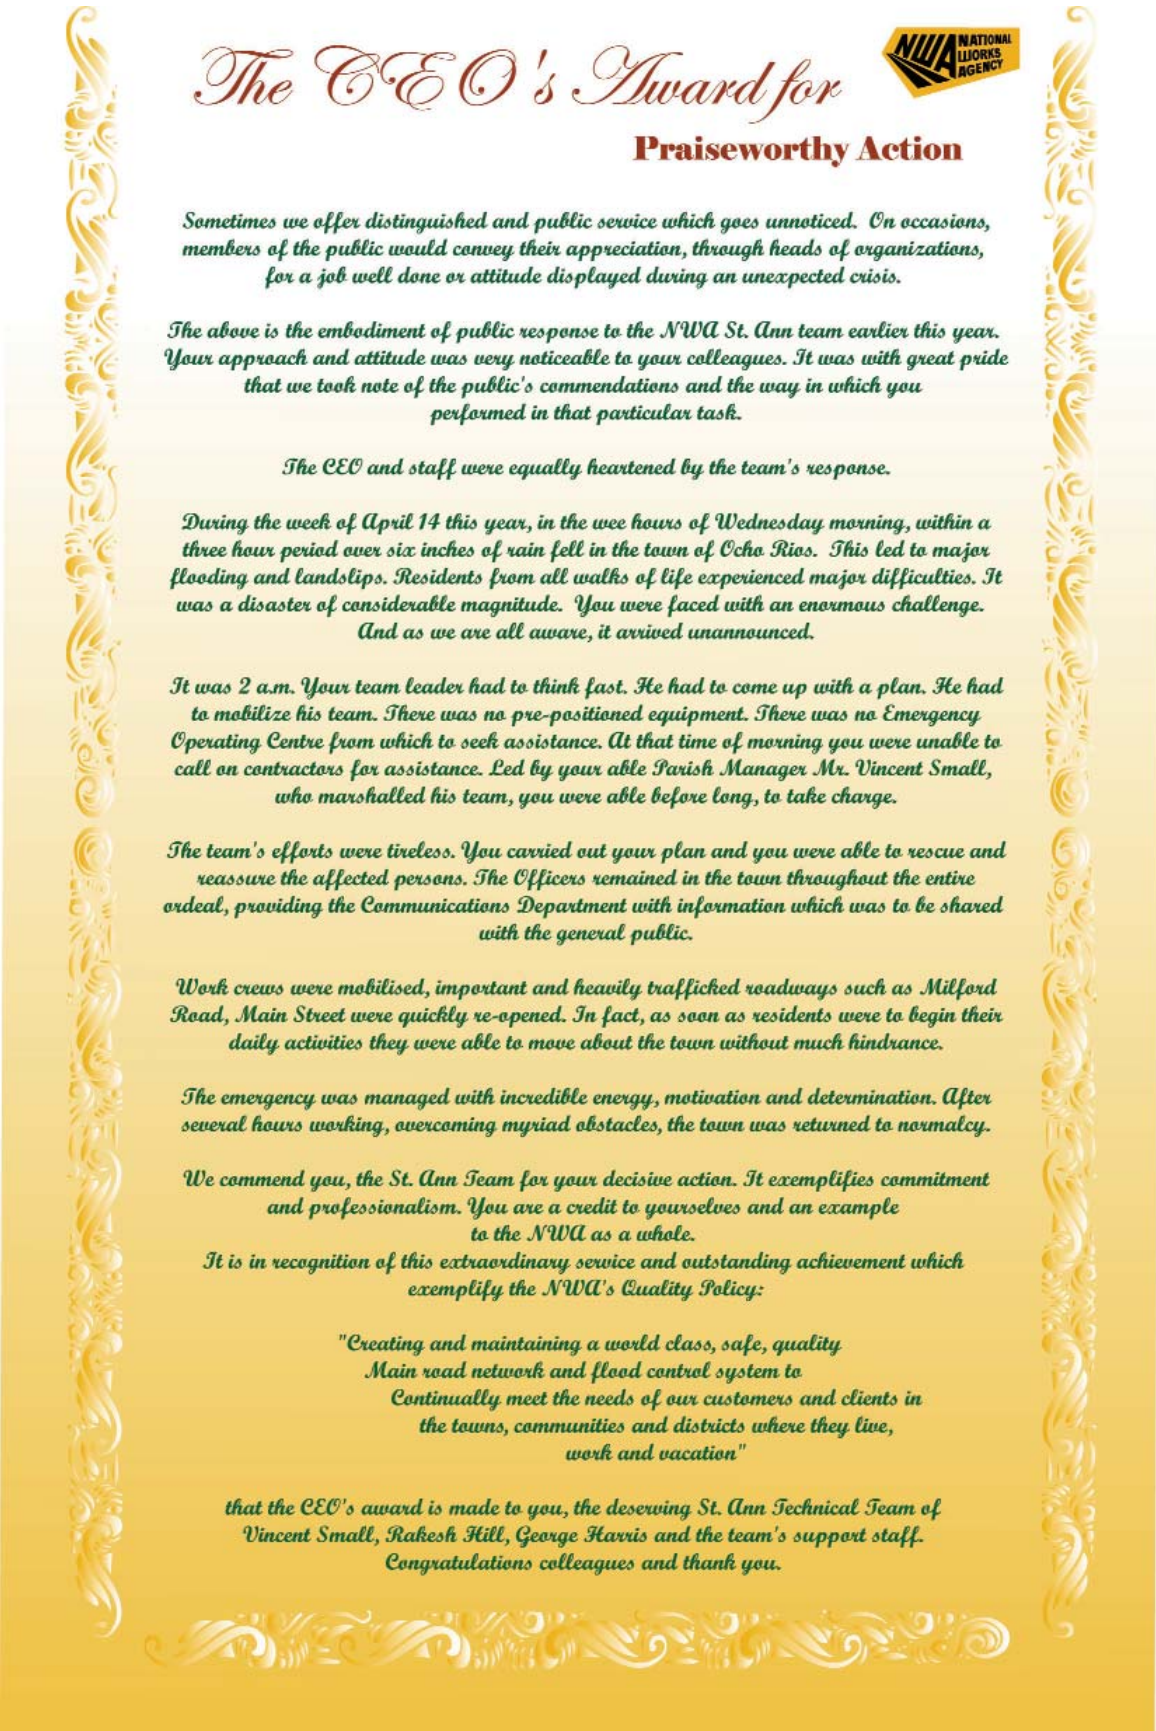 The CEO's Award for
NWA NATIONAL
WORKS
AGENCY
Praiseworthy Action
Sometimes we offer distinguished and public service which goes unnoticed. On occasions,
members of the public would convey their appreciation, through heads of organizations,
for a job well done or attitude displayed during an unexpected crisis.
The above is the embodiment of public response to the NWA St. Ann team earlier this year.
Your approach and attitude was very noticeable to your colleagues. It was with great pride
that we took note of the public's commendations and the way in which you
performed in that particular task.
The CEO and staff were equally heartened by the team's response.
During the week of April 14 this year, in the wee hours of Wednesday morning, within a
three hour period over six inches of rain fell in the town of Ocho Rios. This led to major
flooding and landslips. Residents from all walks of life experienced major difficulties. It
was a disaster of considerable magnitude. You were faced with an enormous challenge.
And as we are all aware, it arrived unannounced.
It was 2 a.m. Your team leader had to think fast. He had to come up with a plan. He had
to mobilize his team. There was no pre-positioned equipment. There was no Emergency
Operating Centre from which to seek assistance. At that time of morning you were unable to
call on contractors for assistance. Led by your able Parish Manager Mr. Vincent Small,
who marshalled his team, you were able before long, to take charge.
The team's efforts were tireless. You carried out your plan and you were able to rescue and
reassure the affected persons. The Officers remained in the town throughout the entire
ordeal, providing the Communications Department with information which was to be shared
with the general public.
Work crews were mobilised, important and heavily trafficked roadways such as Milford
Road, Main Street were quickly re-opened. In fact, as soon as residents were to begin their
daily activities they were able to move about the town without much hindrance.
The emergency was managed with incredible energy, motivation and determination. After
several hours working, overcoming myriad obstacles, the town was returned to normalcy.
We commend you, the St. Ann Team for your decisive action. It exemplifies commitment
and professionalism. You are a credit to yourselves and an example
to the NWA as a whole.
It is in recognition of this extraordinary service and outstanding achievement which
exemplify the NWA's Quality Policy:
"Creating and maintaining a world class, safe, quality
Main road network and flood control system to
Continually meet the needs of our customers and clients in
the towns, communities and districts where they live,
work and vacation"
that the CEO's award is made to you, the deserving St. Ann Technical Team of
Vincent Small, Rakesh Hill, George Harris and the team's support staff.
Congratulations colleagues and thank you.